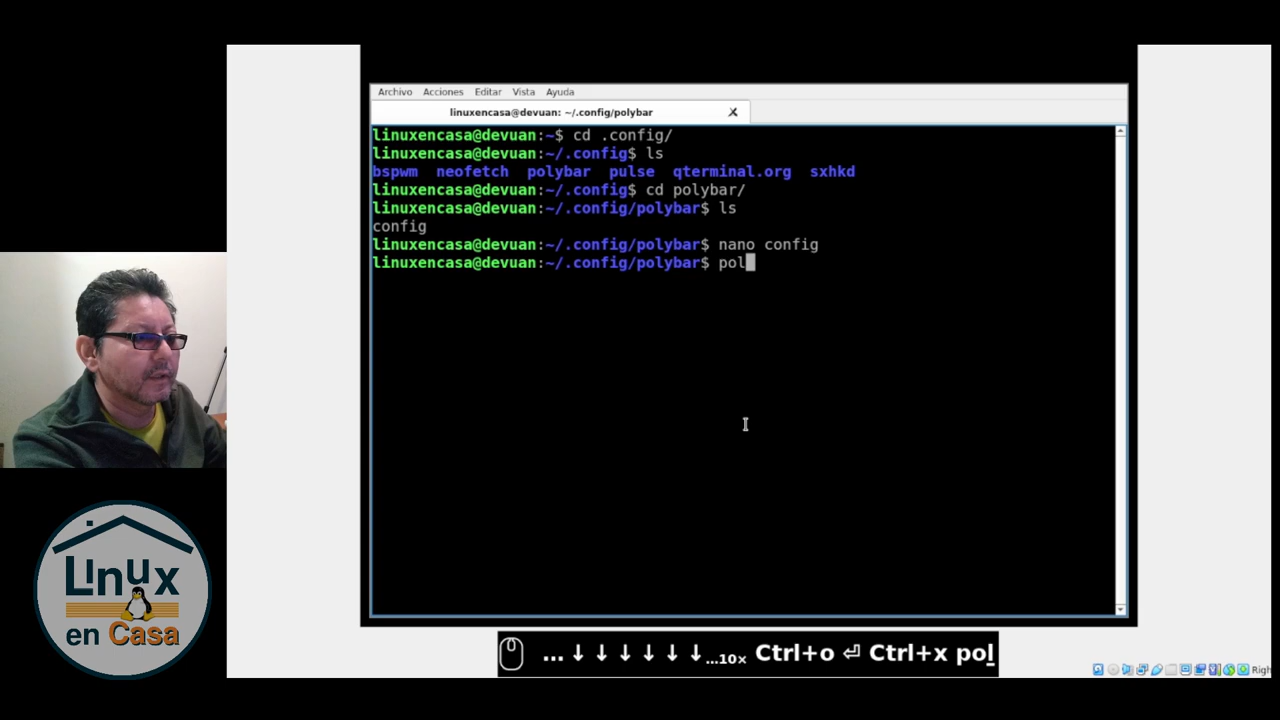 Archivo Acciones Editar Vista Ayuda
linuxencasa@devuan: ~/.config/polybar
linuxencasa@devuan:~$ cd .config/
linuxencasa@devuan:~/.config$ ls
bspwm neofetch polybar pulse qterminal.org sxhkd
linuxencasa@devuan:~/.config$ cd polybar/
linuxencasa@devuan:~/.config/polybar$ ls
config
linuxencasa@devuan:~/.config/polybar$ nano config
linuxencasa@devuan:~/.config/polybar$ pol
Linux
en Casa
... ↓ ↓ ↓ ↓ ↓ ↓ ...10× Ctrl+o ⏎ Ctrl+x pol